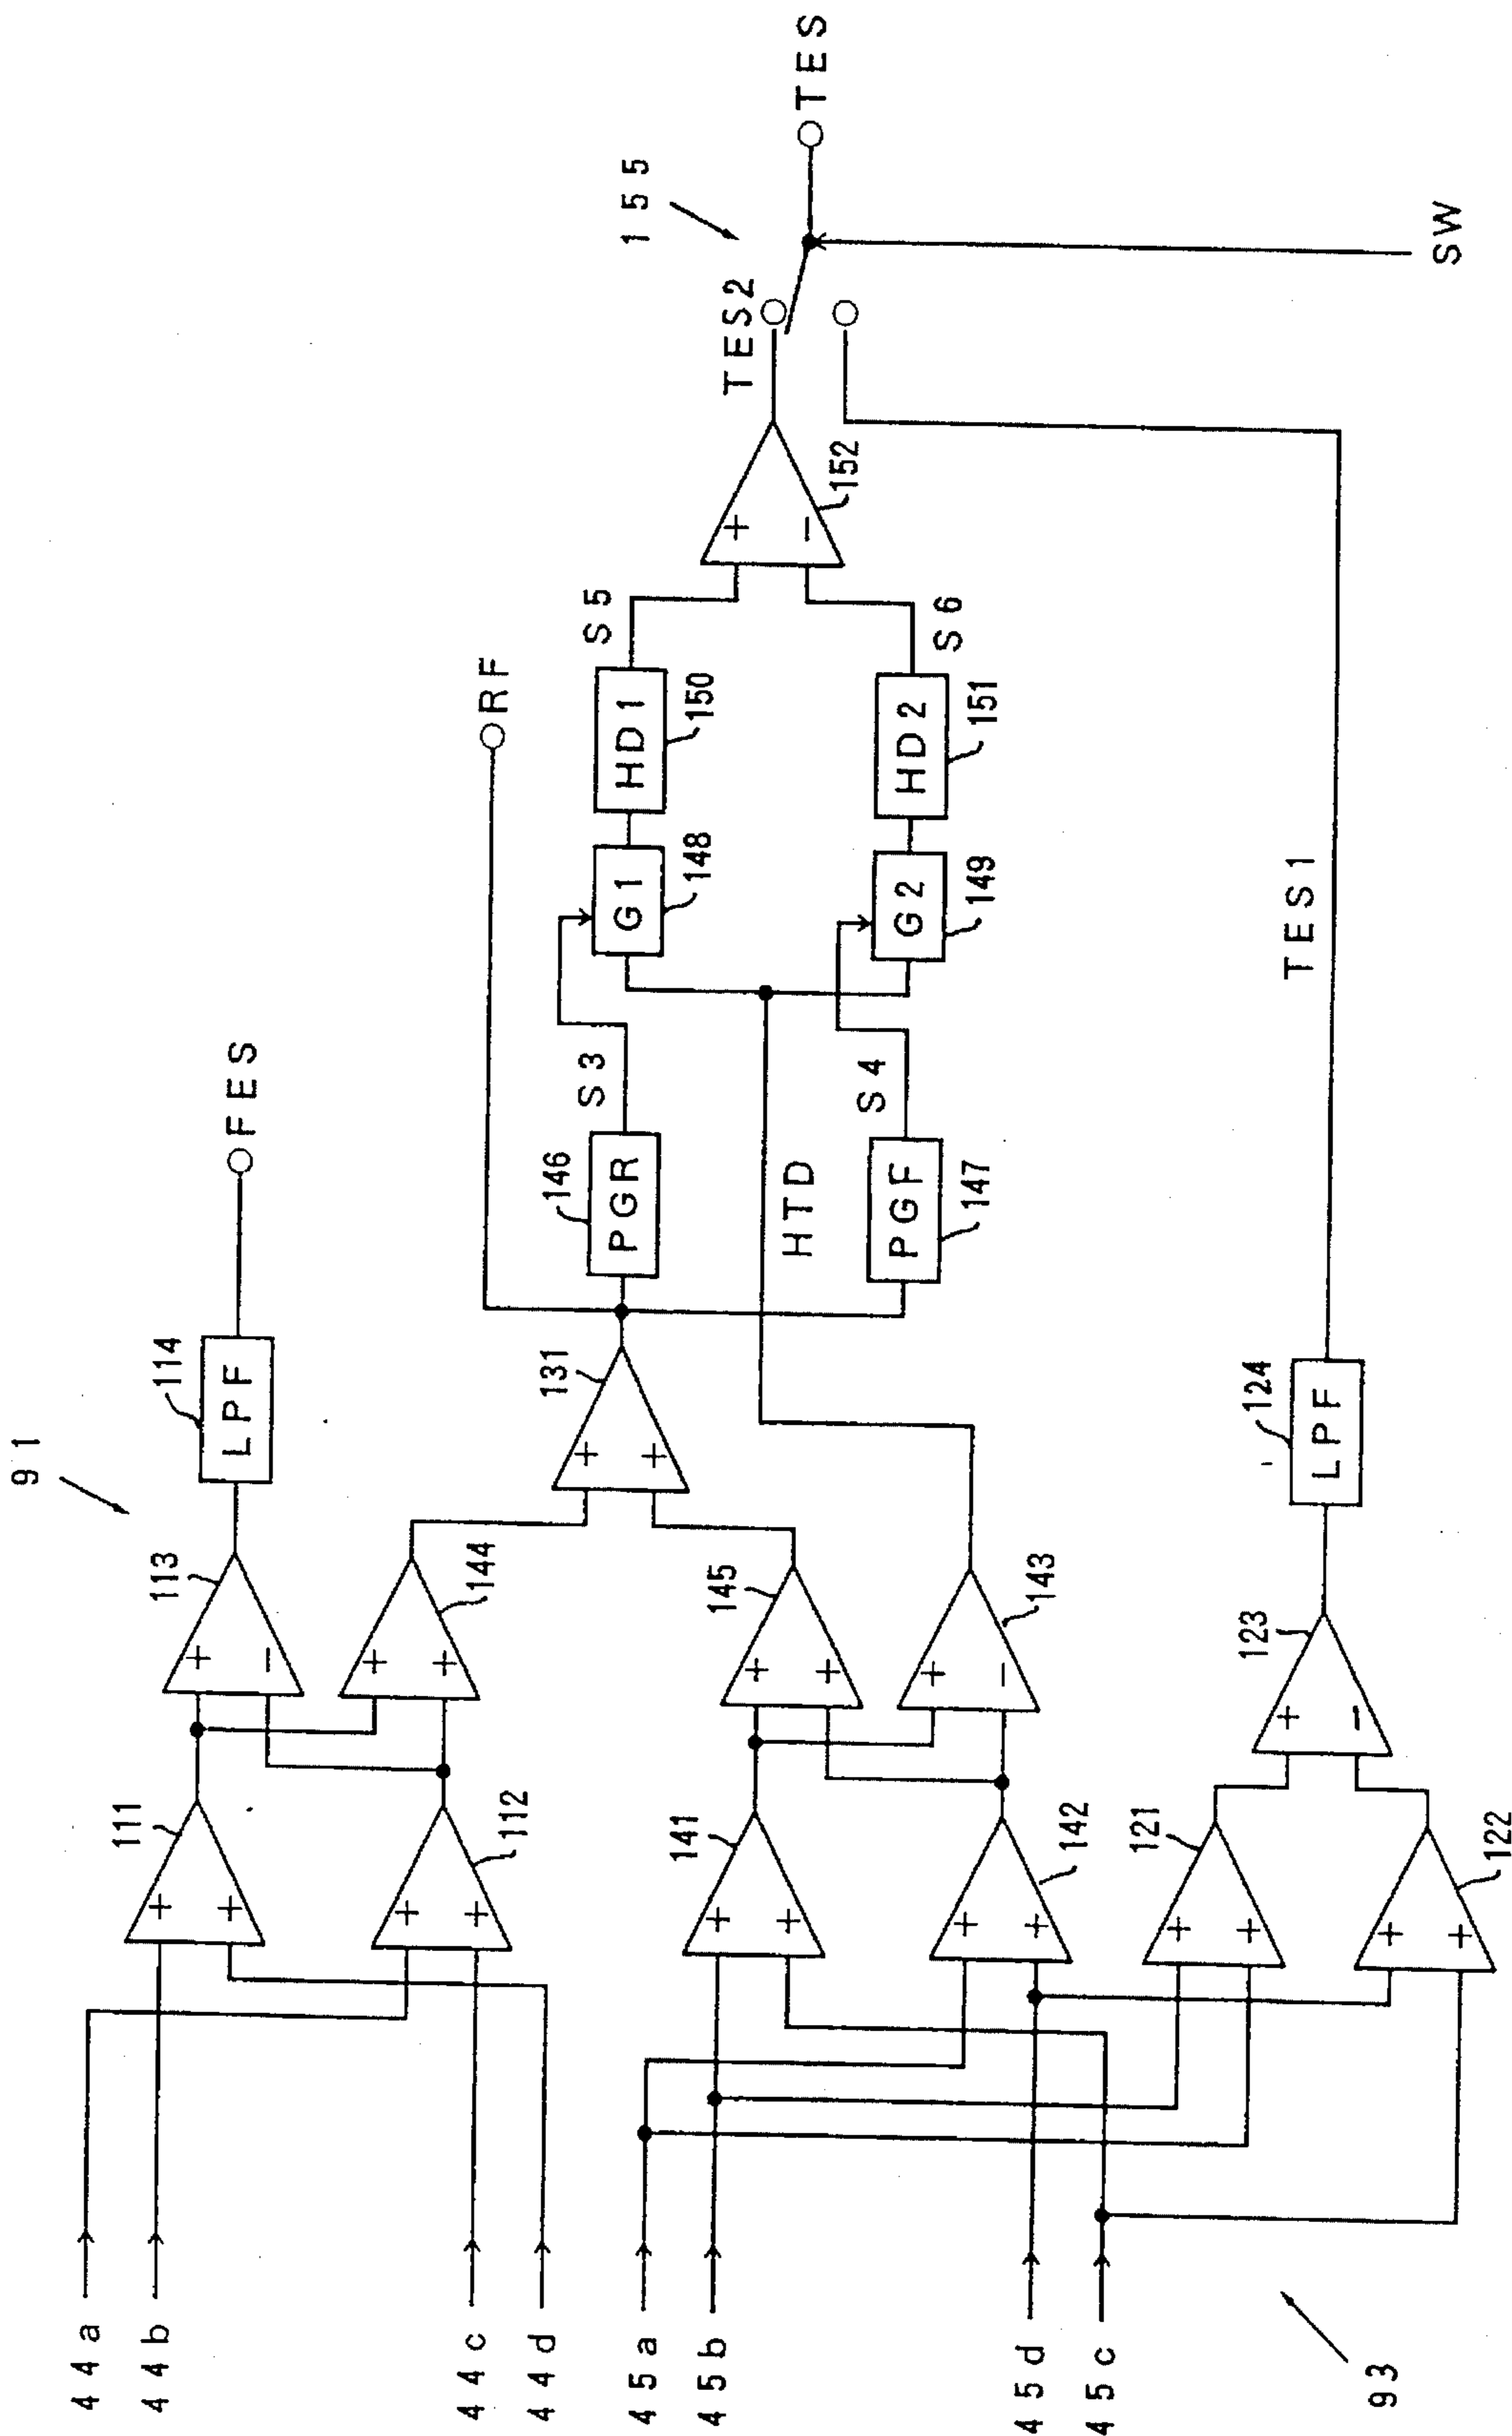 91
114
LPF
FES
113
111
144
112
44a
44b
44c
44d
131
RF
146
PGR
S3
G1
148
HD1
150
S5
HTD
PGF
147
S4
G2
149
HD2
151
S6
152
TES2
155
TES
SW
145
143
141
142
45a
45b
45d
45c
121
122
123
124
LPF
TES1
93
+
+
+
+
+
−
+
+
+
+
+
+
+
+
+
+
+
−
+
+
+
+
+
−
+
−